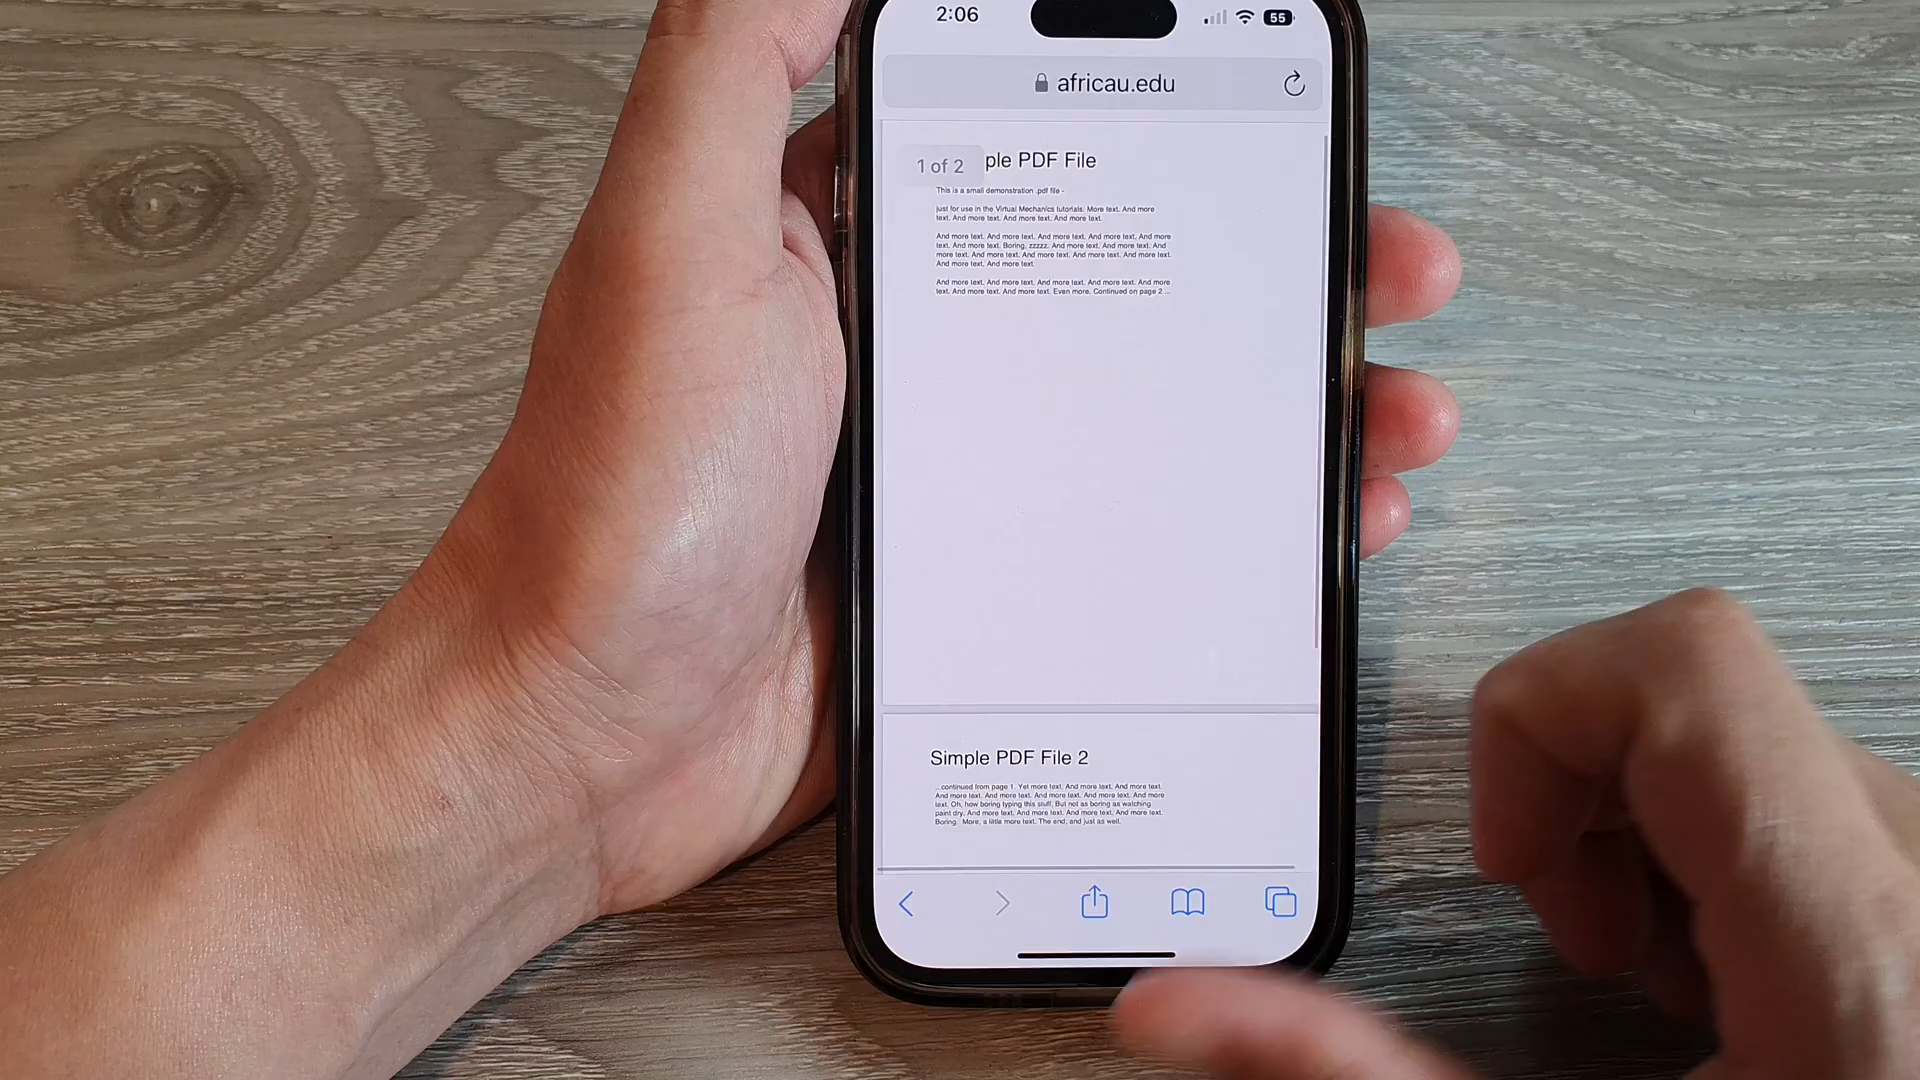 2:06
55
africau.edu
1 of 2
ple PDF File
This is a small demonstration .pdf file -
just for use in the Virtual Mechanics tutorials. More text. And more
text. And more text. And more text. And more text.
And more text. And more text. And more text. And more text. And more
text. And more text. Boring, zzzzz. And more text. And more text. And
more text. And more text. And more text. And more text. And more text.
And more text. And more text.
And more text. And more text. And more text. And more text. And more
text. And more text. And more text. Even more. Continued on page 2 ...
Simple PDF File 2
...continued from page 1. Yet more text. And more text. And more text.
And more text. And more text. And more text. And more text. And more
text. Oh, how boring typing this stuff. But not as boring as watching
paint dry. And more text. And more text. And more text. And more text.
Boring. More, a little more text. The end, and just as well.